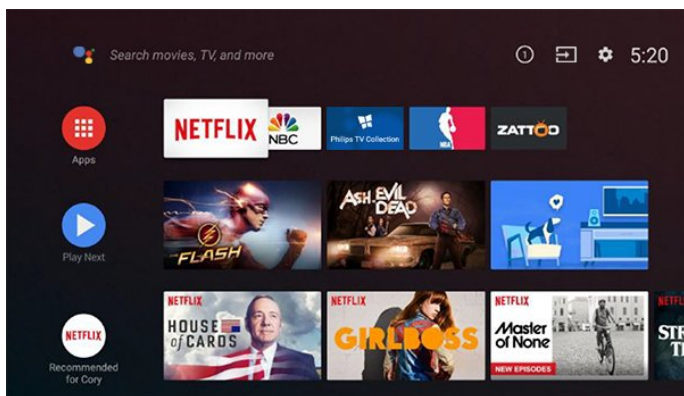 Search movies, TV, and more
1
5:20
Apps
NETFLIX
NBC
Philips TV Collection
NBA
ZATTOO
Play Next
THE FLASH
ASH VS EVIL DEAD
NETFLIX
Recommended
for Cory
NETFLIX
HOUSE
of CARDS
NETFLIX
GIRLBOSS
NETFLIX
Master
of None
NEW EPISODES
NETFLIX
STR
TH